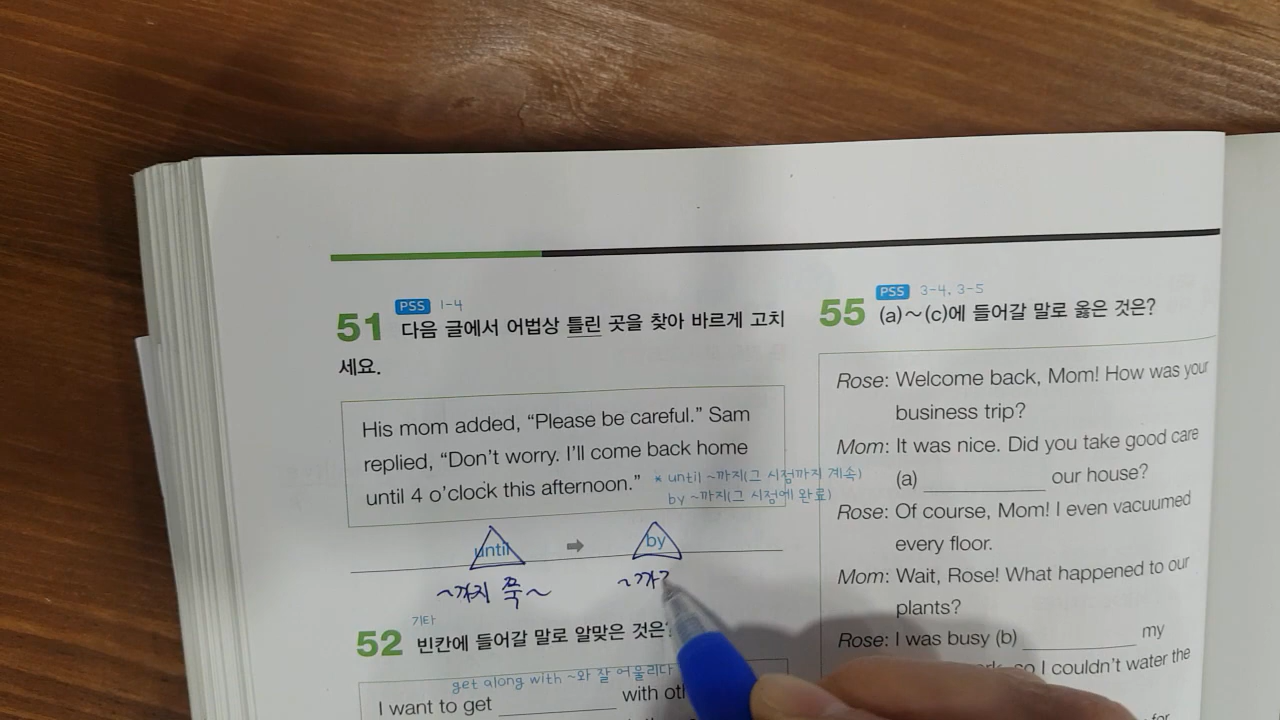 PSS 1-4
51 다음 글에서 어법상 틀린 곳을 찾아 바르게 고치
세요.
His mom added, “Please be careful.” Sam
replied, “Don't worry. I'll come back home
until 4 o'clock this afternoon.”
* until ~까지(그 시점까지 계속)
by ~까지(그 시점에 완료)
until ➡ by
~까지 쭉~ ~까지
기타
52 빈칸에 들어갈 말로 알맞은 것은?
get along with ~와 잘 어울리다
I want to get __________ with
PSS 3-4, 3-5
55 (a)~(c)에 들어갈 말로 옳은 것은?
Rose: Welcome back, Mom! How was your
business trip?
Mom: It was nice. Did you take good care
(a) __________ our house?
Rose: Of course, Mom! I even vacuumed
every floor.
Mom: Wait, Rose! What happened to our
plants?
Rose: I was busy (b) __________ my
so I couldn't water the
for